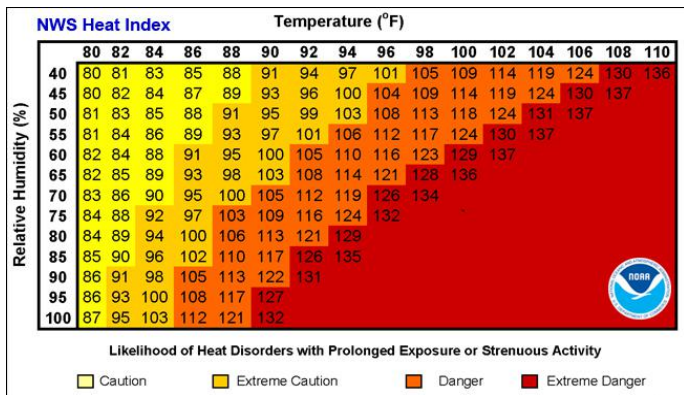 NWS Heat Index
Temperature (°F)
80 82 84 86 88 90 92 94 96 98 100 102 104 106 108 110
Relative Humidity (%)
40 80 81 83 85 88 91 94 97 101 105 109 114 119 124 130 136
45 80 82 84 87 89 93 96 100 104 109 114 119 124 130 137
50 81 83 85 88 91 95 99 103 108 113 118 124 131 137
55 81 84 86 89 93 97 101 106 112 117 124 130 137
60 82 84 88 91 95 100 105 110 116 123 129 137
65 82 85 89 93 98 103 108 114 121 128 136
70 83 86 90 95 100 105 112 119 126 134
75 84 88 92 97 103 109 116 124 132
80 84 89 94 100 106 113 121 129
85 85 90 96 102 110 117 126 135
90 86 91 98 105 113 122 131
95 86 93 100 108 117 127
100 87 95 103 112 121 132
NOAA
Likelihood of Heat Disorders with Prolonged Exposure or Strenuous Activity
Caution Extreme Caution Danger Extreme Danger